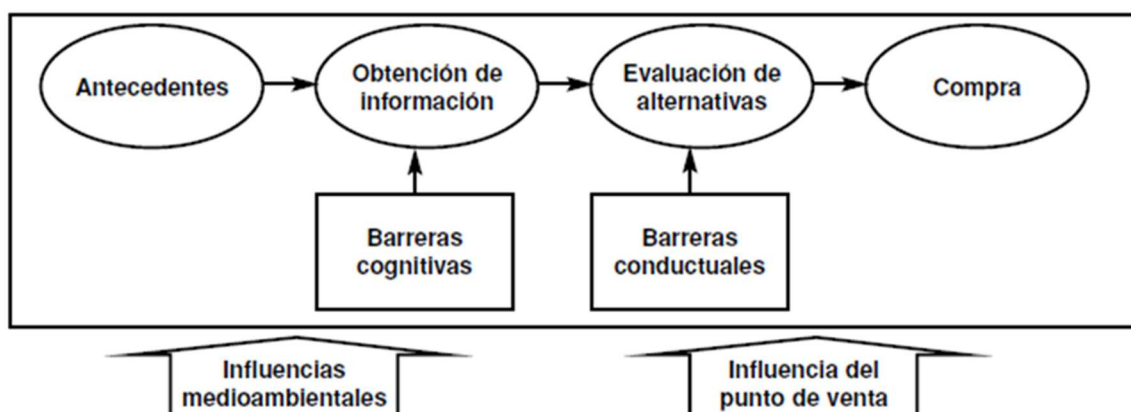 Antecedentes
Obtención de
información
Evaluación de
alternativas
Compra
Barreras
cognitivas
Barreras
conductuales
Influencias
medioambientales
Influencia del
punto de venta